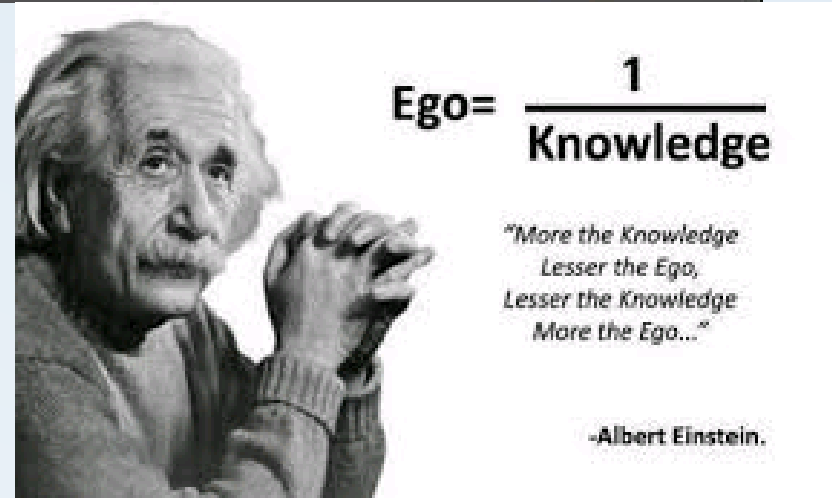 Ego= 1
Knowledge
"More the Knowledge
Lesser the Ego,
Lesser the Knowledge
More the Ego..."
-Albert Einstein.